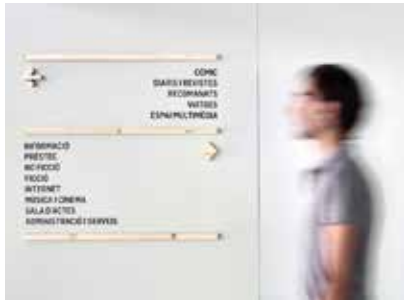 CÒMIC
DIARIS I REVISTES
RECOMANATS
VIATGES
ESPAI MULTIMÈDIA
INFORMACIÓ
PRÉSTEC
NO FICCIÓ
FICCIÓ
INTERNET
MÚSICA I CINEMA
SALA D'ACTES
ADMINISTRACIÓ I SERVEIS